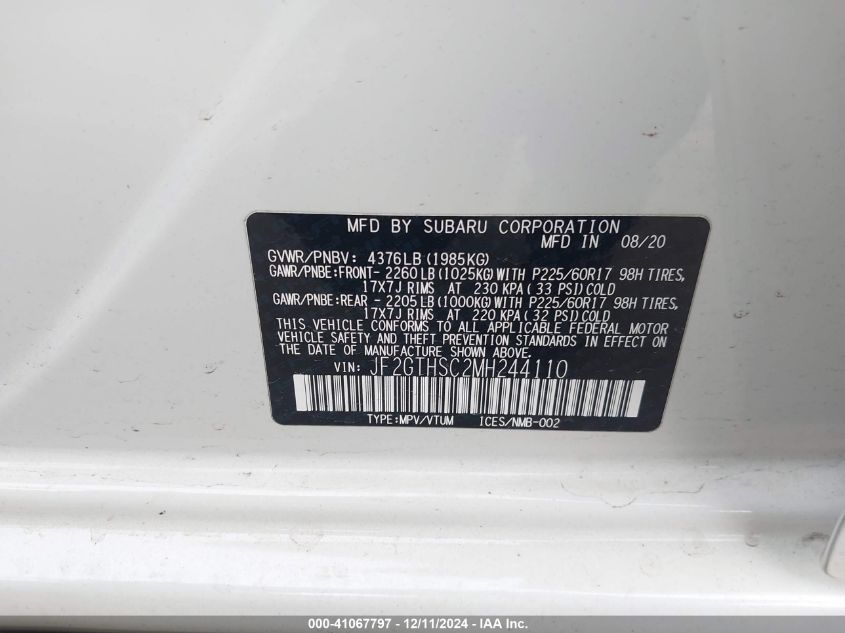 MFD BY SUBARU CORPORATION
MFD IN 08/20
GVWR/PNBV: 4376LB (1985KG)
GAWR/PNBE:FRONT- 2260LB (1025KG) WITH P225/60R17 98H TIRES,
17X7J RIMS AT 230 KPA (33 PSI) COLD
GAWR/PNBE:REAR - 2205LB (1000KG) WITH P225/60R17 98H TIRES,
17X7J RIMS AT 220 KPA (32 PSI) COLD
THIS VEHICLE CONFORMS TO ALL APPLICABLE FEDERAL MOTOR
VEHICLE SAFETY AND THEFT PREVENTION STANDARDS IN EFFECT ON
THE DATE OF MANUFACTURE SHOWN ABOVE.
VIN: JF2GTHSC2MH244110
TYPE:MPV/VTUM ICES/NMB-002
000-41067797 - 12/11/2024 - IAAI.com